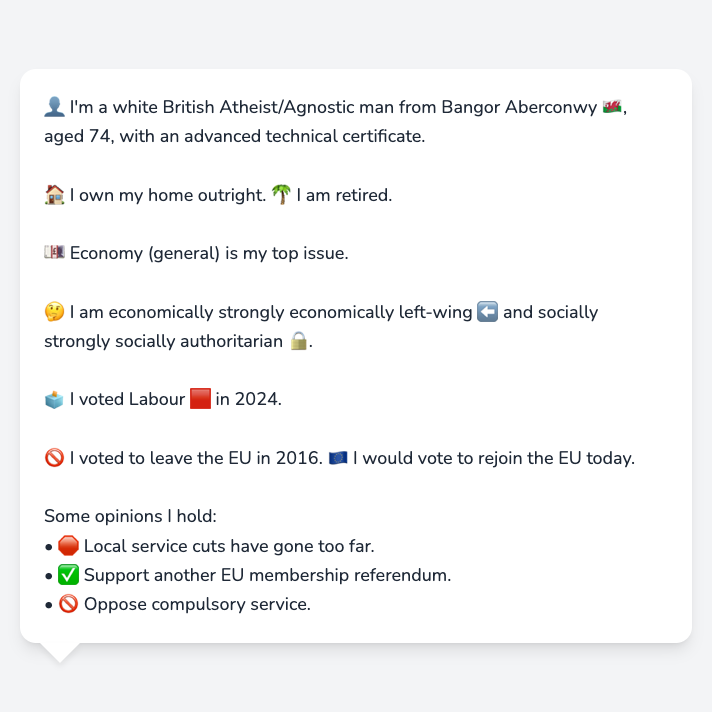 👤 I'm a white British Atheist/Agnostic man from Bangor Aberconwy 🏴󠁧󠁢󠁷󠁬󠁳󠁿,
aged 74, with an advanced technical certificate.
🏠 I own my home outright. 🌴 I am retired.
💷 Economy (general) is my top issue.
🤔 I am economically strongly economically left-wing ⬅️ and socially
strongly socially authoritarian 🔒.
🗳️ I voted Labour 🟥 in 2024.
🚫 I voted to leave the EU in 2016. 🇪🇺 I would vote to rejoin the EU today.
Some opinions I hold:
• 🛑 Local service cuts have gone too far.
• ✅ Support another EU membership referendum.
• 🚫 Oppose compulsory service.